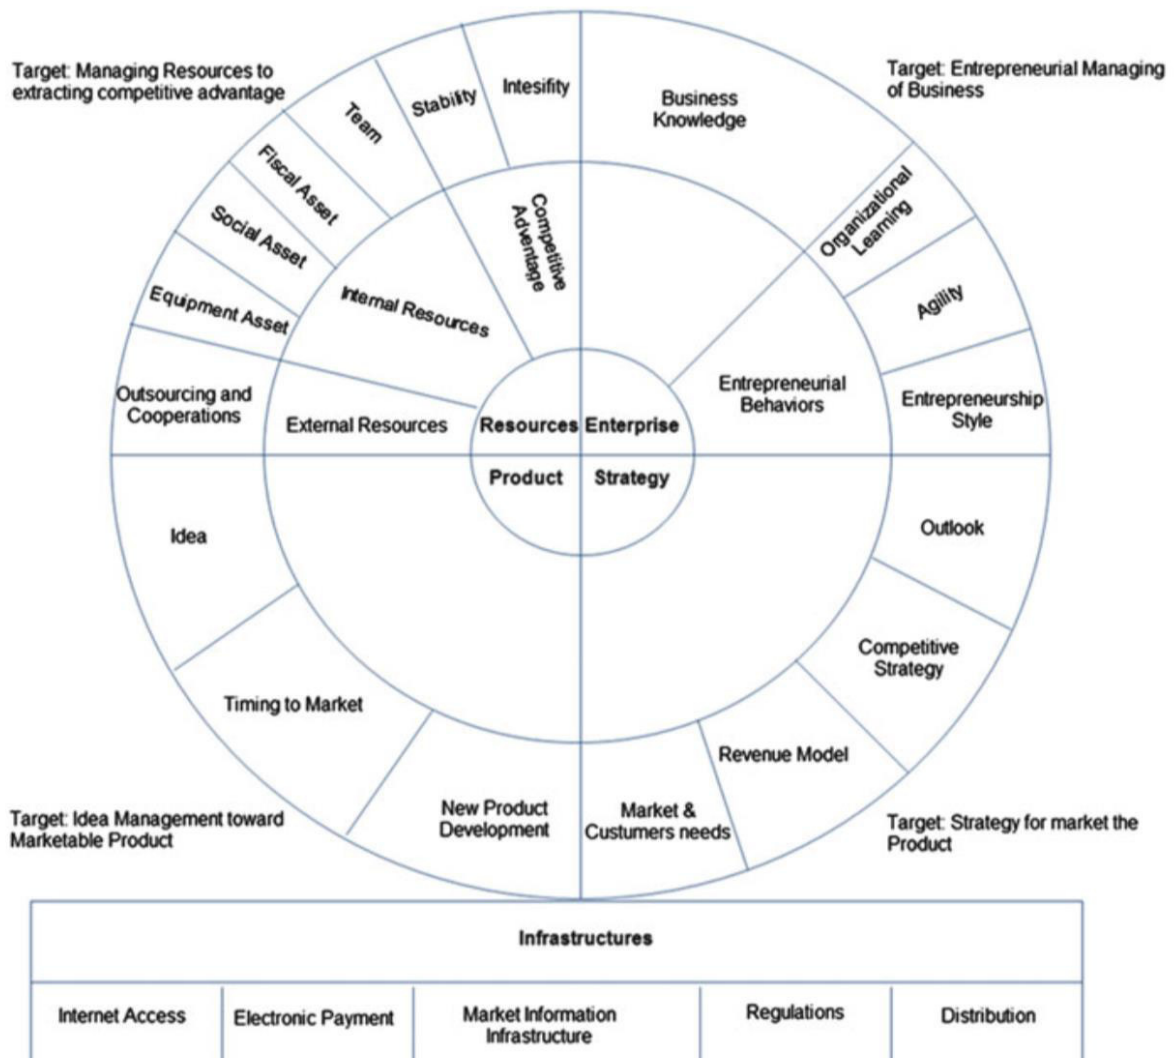 Target: Managing Resources to
extracting competitive advantage
Target: Entrepreneurial Managing
of Business
Team
Stability
Intesifity
Business
Knowledge
Fiscal Asset
Social Asset
Equipment Asset
Outsourcing and
Cooperations
Internal Resources
Competitive
Advantage
External Resources
Organizational
Learning
Agility
Entrepreneurship
Style
Entrepreneurial
Behaviors
Resources
Enterprise
Product
Strategy
Idea
Timing to Market
New Product
Development
Outlook
Competitive
Strategy
Revenue Model
Market &
Custumers needs
Target: Idea Management toward
Marketable Product
Target: Strategy for market the
Product
Infrastructures
Internet Access
Electronic Payment
Market Information
Infrastructure
Regulations
Distribution